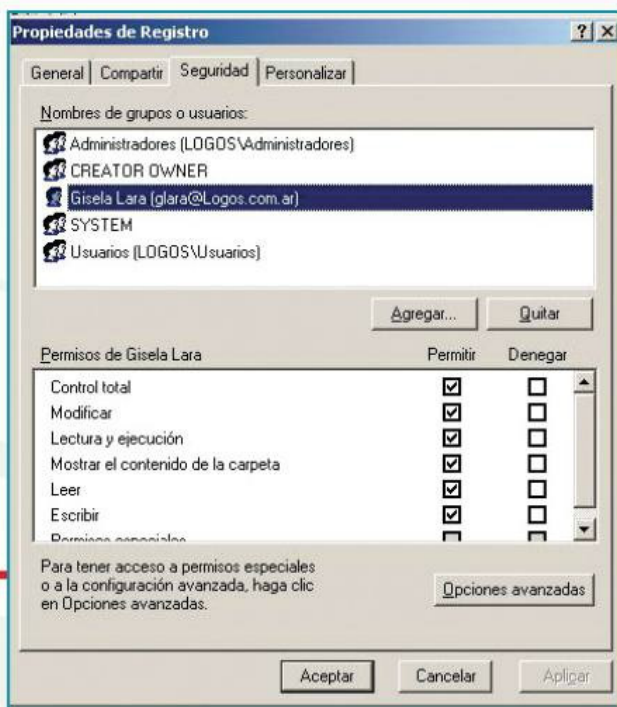 Propiedades de Registro
General Compartir Seguridad Personalizar
Nombres de grupos o usuarios:
Administradores (LOGOS\Administradores)
CREATOR OWNER
Gisela Lara (glara@Logos.com.ar)
SYSTEM
Usuarios (LOGOS\Usuarios)
Agregar... Quitar
Permisos de Gisela Lara Permitir Denegar
Control total
Modificar
Lectura y ejecución
Mostrar el contenido de la carpeta
Leer
Escribir
Permisos especiales
Para tener acceso a permisos especiales
o a la configuración avanzada, haga clic
en Opciones avanzadas.
Opciones avanzadas
Aceptar Cancelar Aplicar